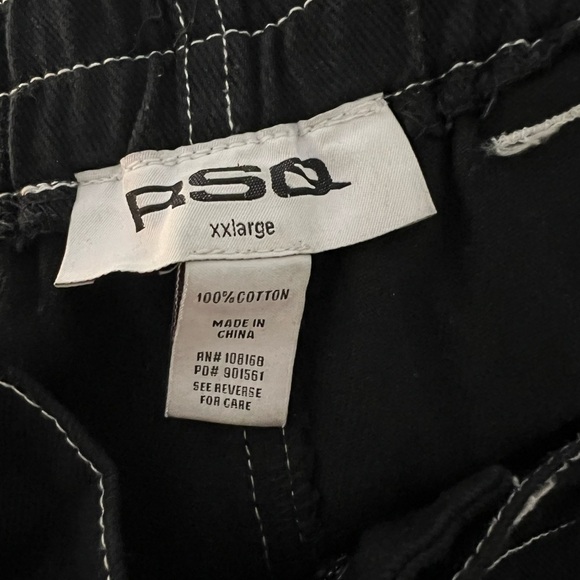 RSQ
xxlarge
100% COTTON
MADE IN
CHINA
RN# 108168
PO# 901561
SEE REVERSE
FOR CARE